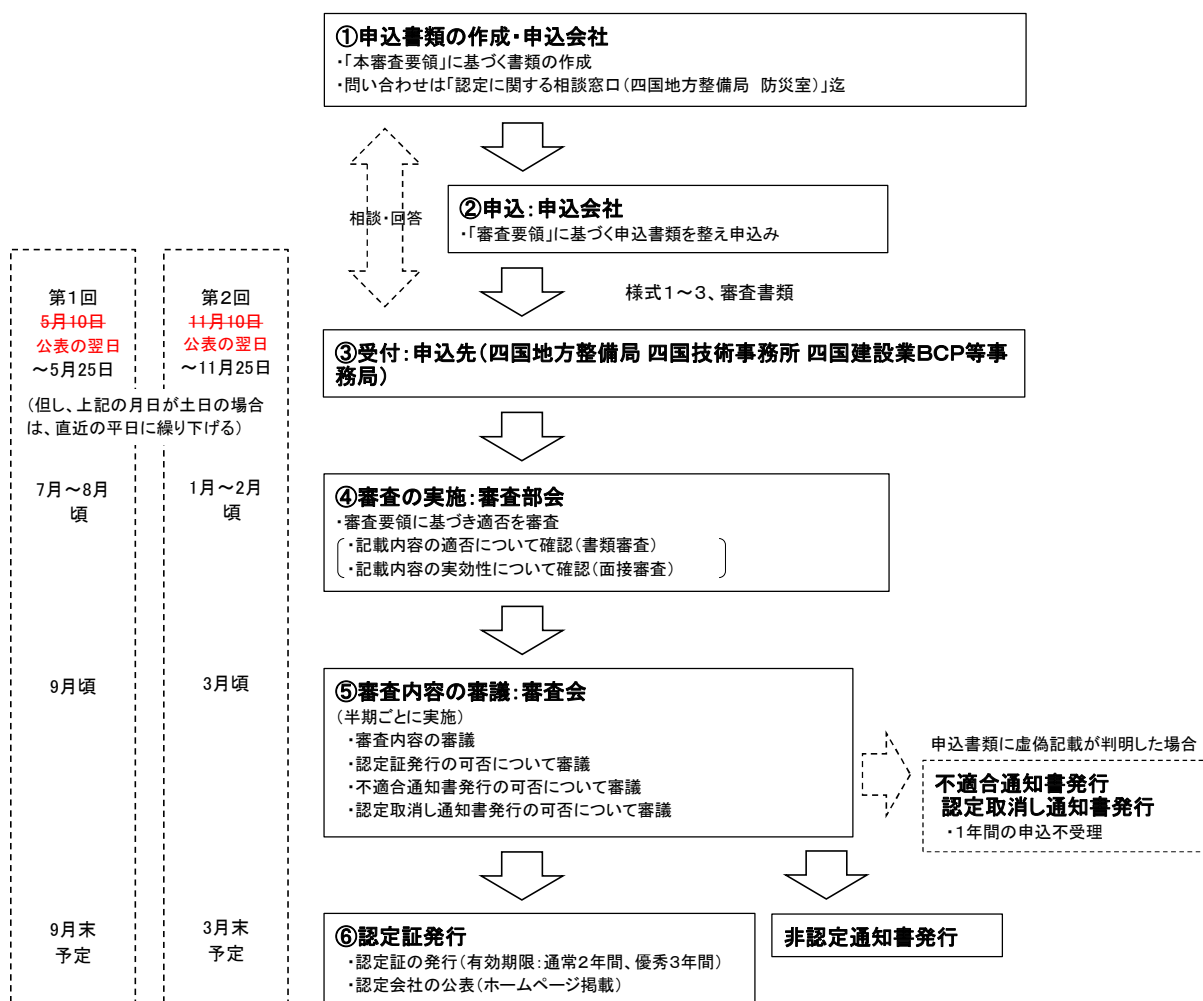 ①申込書類の作成・申込会社
・「本審査要領」に基づく書類の作成
・問い合わせは「認定に関する相談窓口(四国地方整備局　防災室)」迄
相談・回答
②申込：申込会社
・「審査要領」に基づく申込書類を整え申込み
様式１～３、審査書類
第１回
5月10日
公表の翌日
～5月25日
第２回
11月10日
公表の翌日
～11月25日
（但し、上記の月日が土日の場合
は、直近の平日に繰り下げる）
③受付：申込先（四国地方整備局 四国技術事務所 四国建設業BCP等事
務局）
7月～8月
頃
1月～2月
頃
④審査の実施：審査部会
・審査要領に基づき適否を審査
・記載内容の適否について確認（書類審査）
・記載内容の実効性について確認（面接審査）
9月頃
3月頃
⑤審査内容の審議：審査会
（半期ごとに実施）
・審査内容の審議
・認定証発行の可否について審議
・不適合通知書発行の可否について審議
・認定取消し通知書発行の可否について審議
申込書類に虚偽記載が判明した場合
不適合通知書発行
認定取消し通知書発行
・１年間の申込不受理
9月末
予定
3月末
予定
⑥認定証発行
・認定証の発行（有効期限：通常２年間、優秀３年間）
・認定会社の公表（ホームページ掲載）
非認定通知書発行